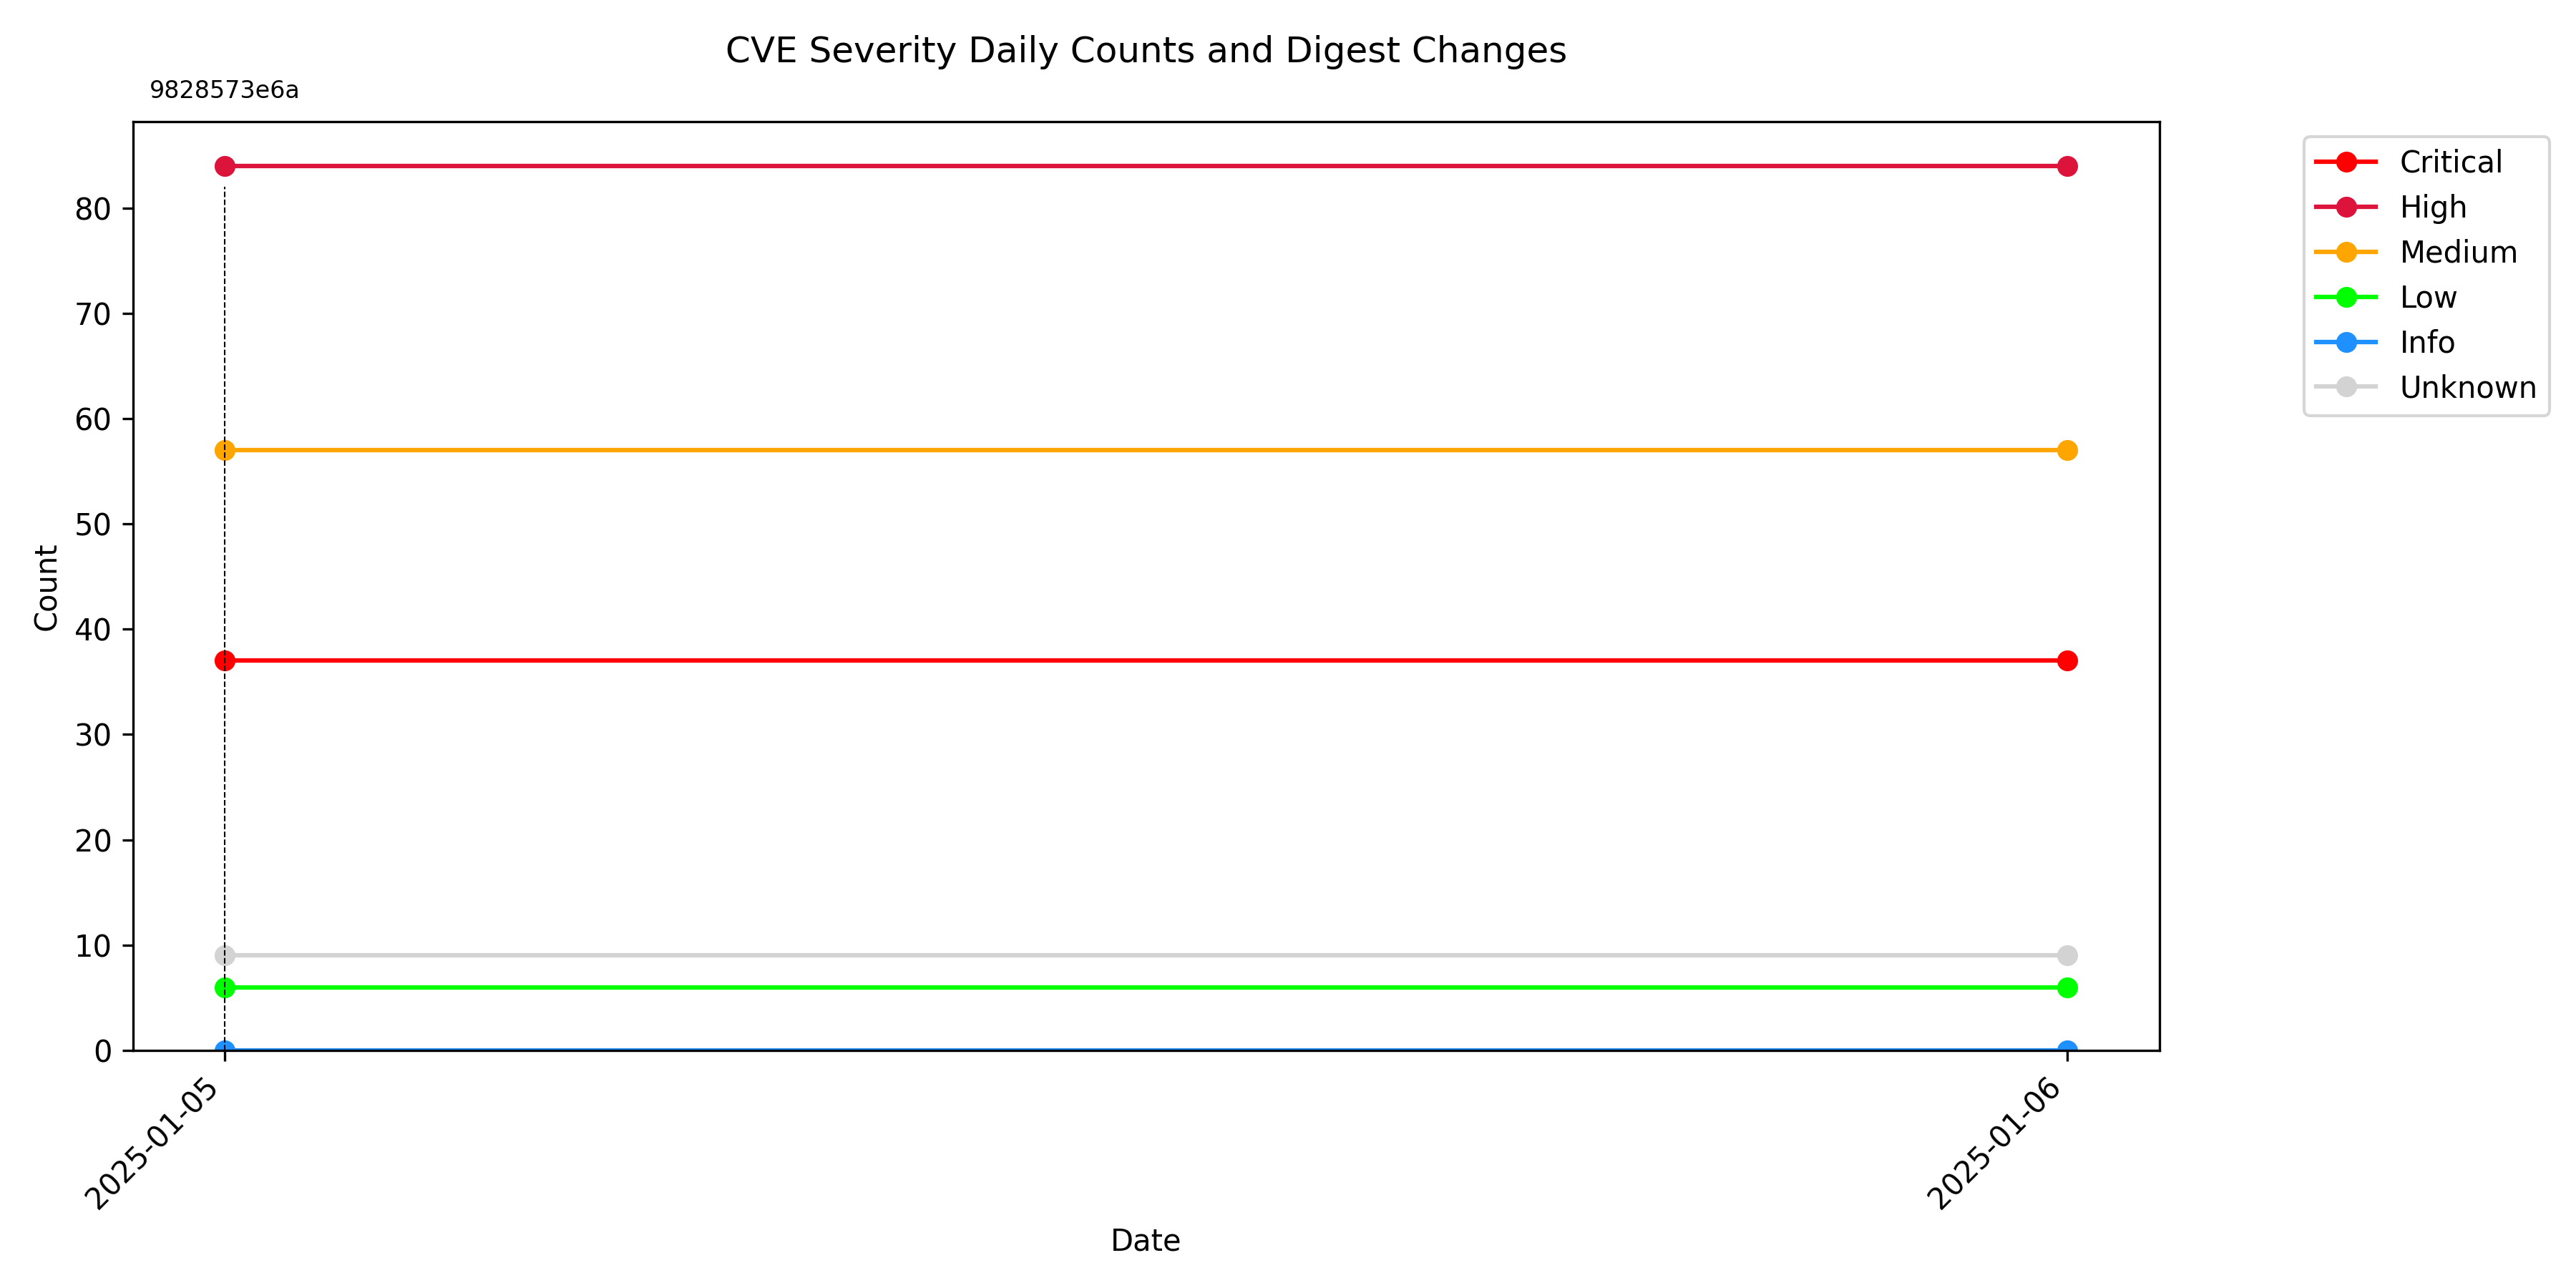 CVE Severity Daily Counts and Digest Changes
9828573e6a
Critical
High
Medium
Low
Info
Unknown
80
70
60
50
40
30
20
10
0
Count
2025-01-05
2025-01-06
Date